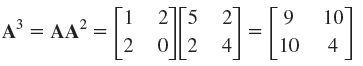 A³ = AA² = [1 2; 2 0] [5 2; 2 4] = [9 10; 10 4]